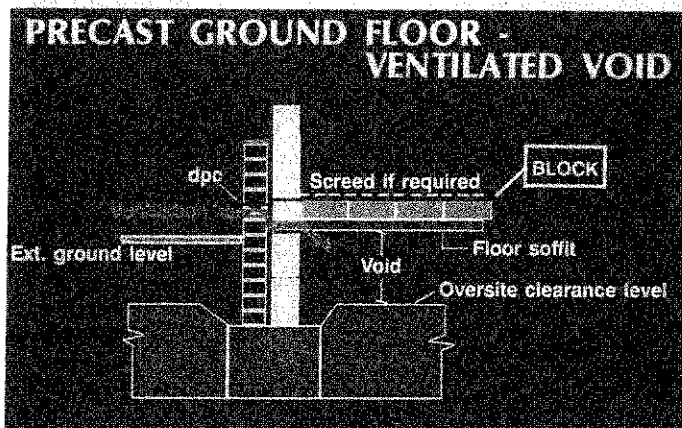 PRECAST GROUND FLOOR -
VENTILATED VOID
dpc
Screed if required
BLOCK
Ext. ground level
Void
Floor soffit
Oversite clearance level